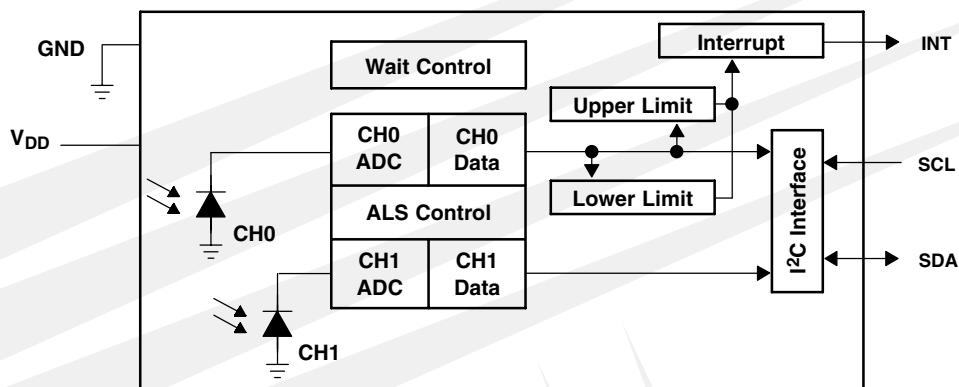 GND
Interrupt
INT
Wait Control
Upper Limit
VDD
CH0
ADC
CH0
Data
SCL
Lower Limit
ALS Control
I2C Interface
CH0
CH1
ADC
CH1
Data
SDA
CH1